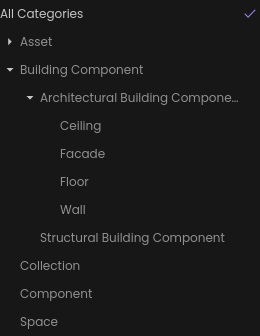 All Categories
Asset
Building Component
Architectural Building Compone...
Ceiling
Facade
Floor
Wall
Structural Building Component
Collection
Component
Space